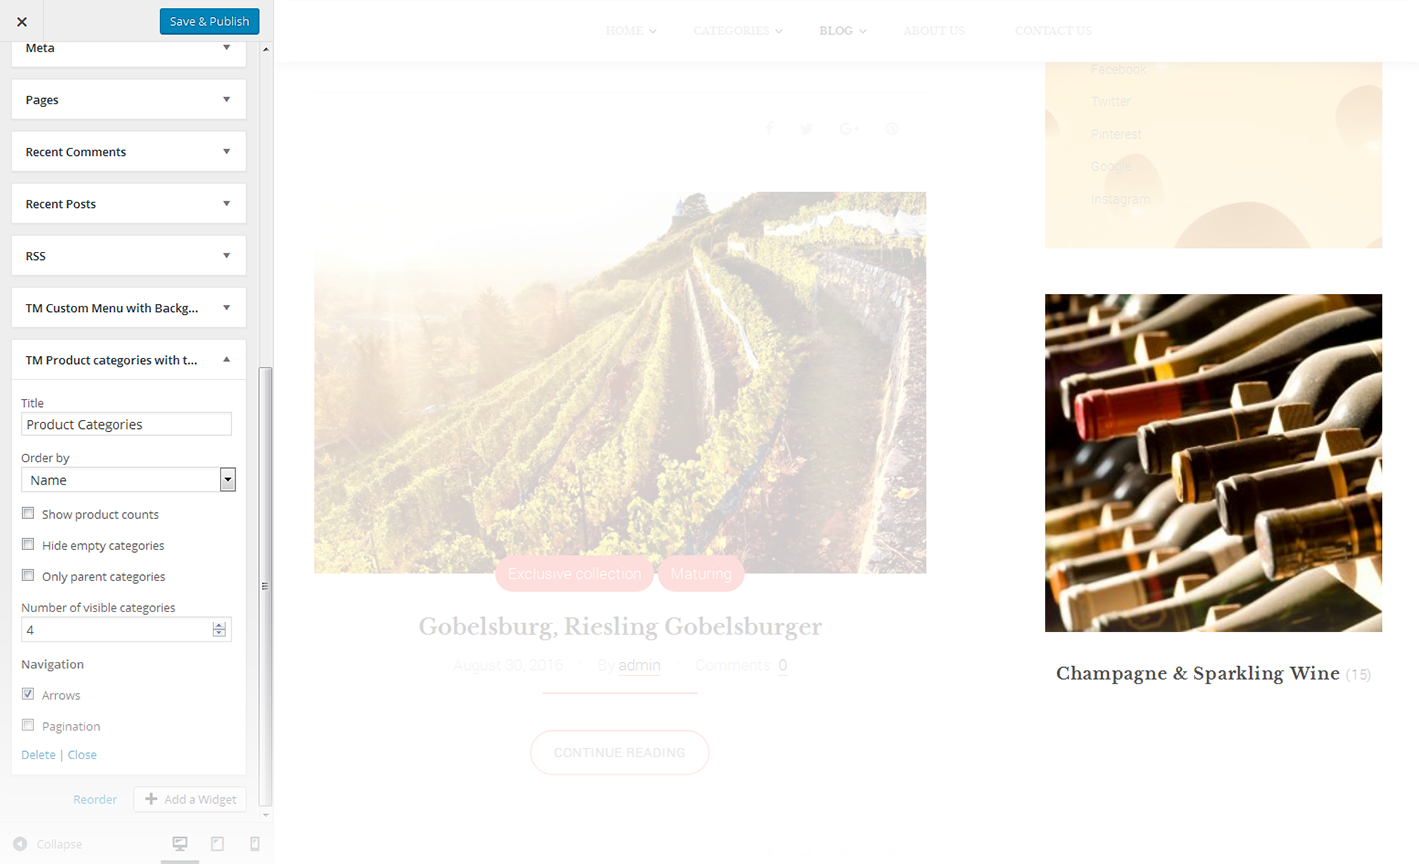 Save & Publish
Meta
Pages
Recent Comments
Recent Posts
RSS
TM Custom Menu with Backg...
TM Product categories with t...
Title
Product Categories
Order by
Name
Show product counts
Hide empty categories
Only parent categories
Number of visible categories
4
Navigation
Arrows
Pagination
Delete | Close
Reorder
Add a Widget
Collapse
HOME CATEGORIES BLOG ABOUT US CONTACT US
Exclusive collection Maturing
Gobelsburg, Riesling Gobelsburger
August 30, 2016 By admin Comments: 0
CONTINUE READING
Facebook
Twitter
Pinterest
Google
Instagram
Champagne & Sparkling Wine (15)